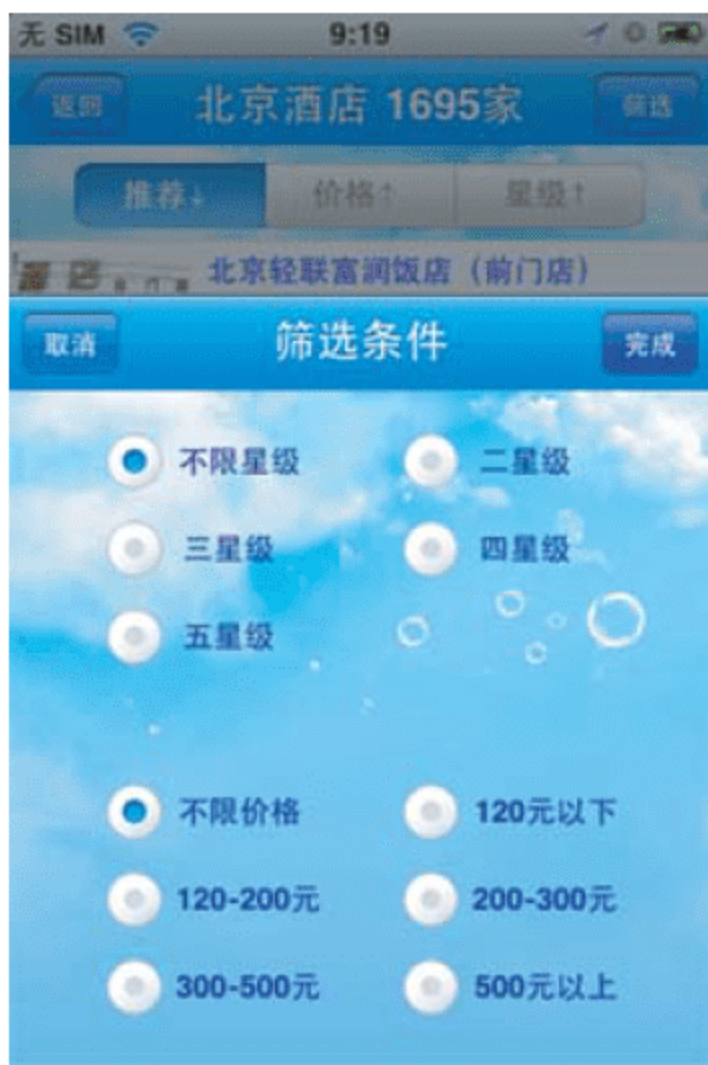 无 SIM 9:19
返回 北京酒店 1695家 筛选
推荐↓ 价格↑ 星级↑
北京轻联富润饭店（前门店）
取消 筛选条件 完成
不限星级 二星级
三星级 四星级
五星级
不限价格 120元以下
120-200元 200-300元
300-500元 500元以上